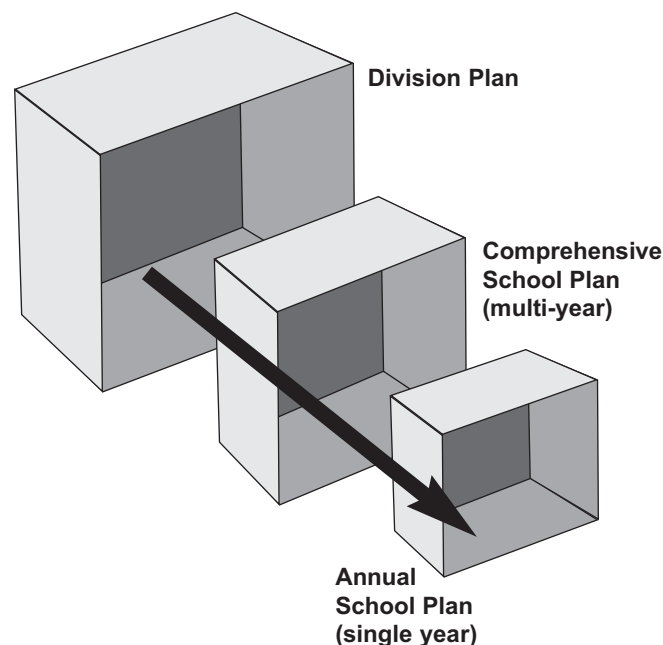 Division Plan
Comprehensive
School Plan
(multi-year)
Annual
School Plan
(single year)